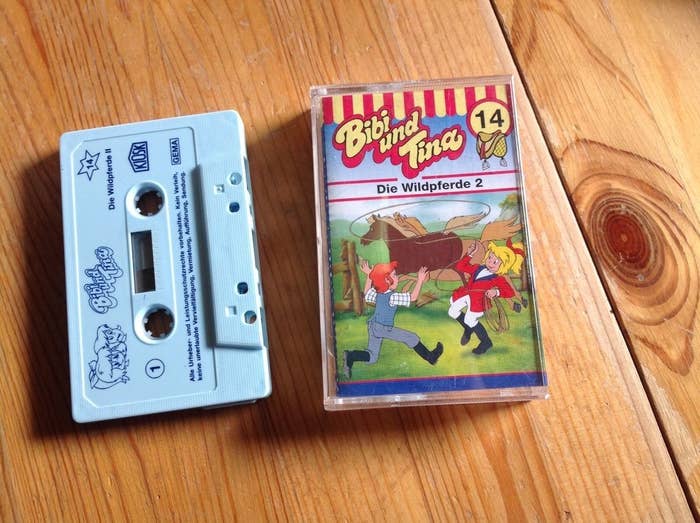 14
Die Wildpferde II
KIOSK
GEMA
Bibi und
Tina
1
Alle Urheber- und Leistungsschutzrechte vorbehalten. Kein Verleih,
keine unerlaubte Vervielfältigung, Vermietung, Aufführung, Sendung.
Bibi
und
Tina
14
Die Wildpferde 2